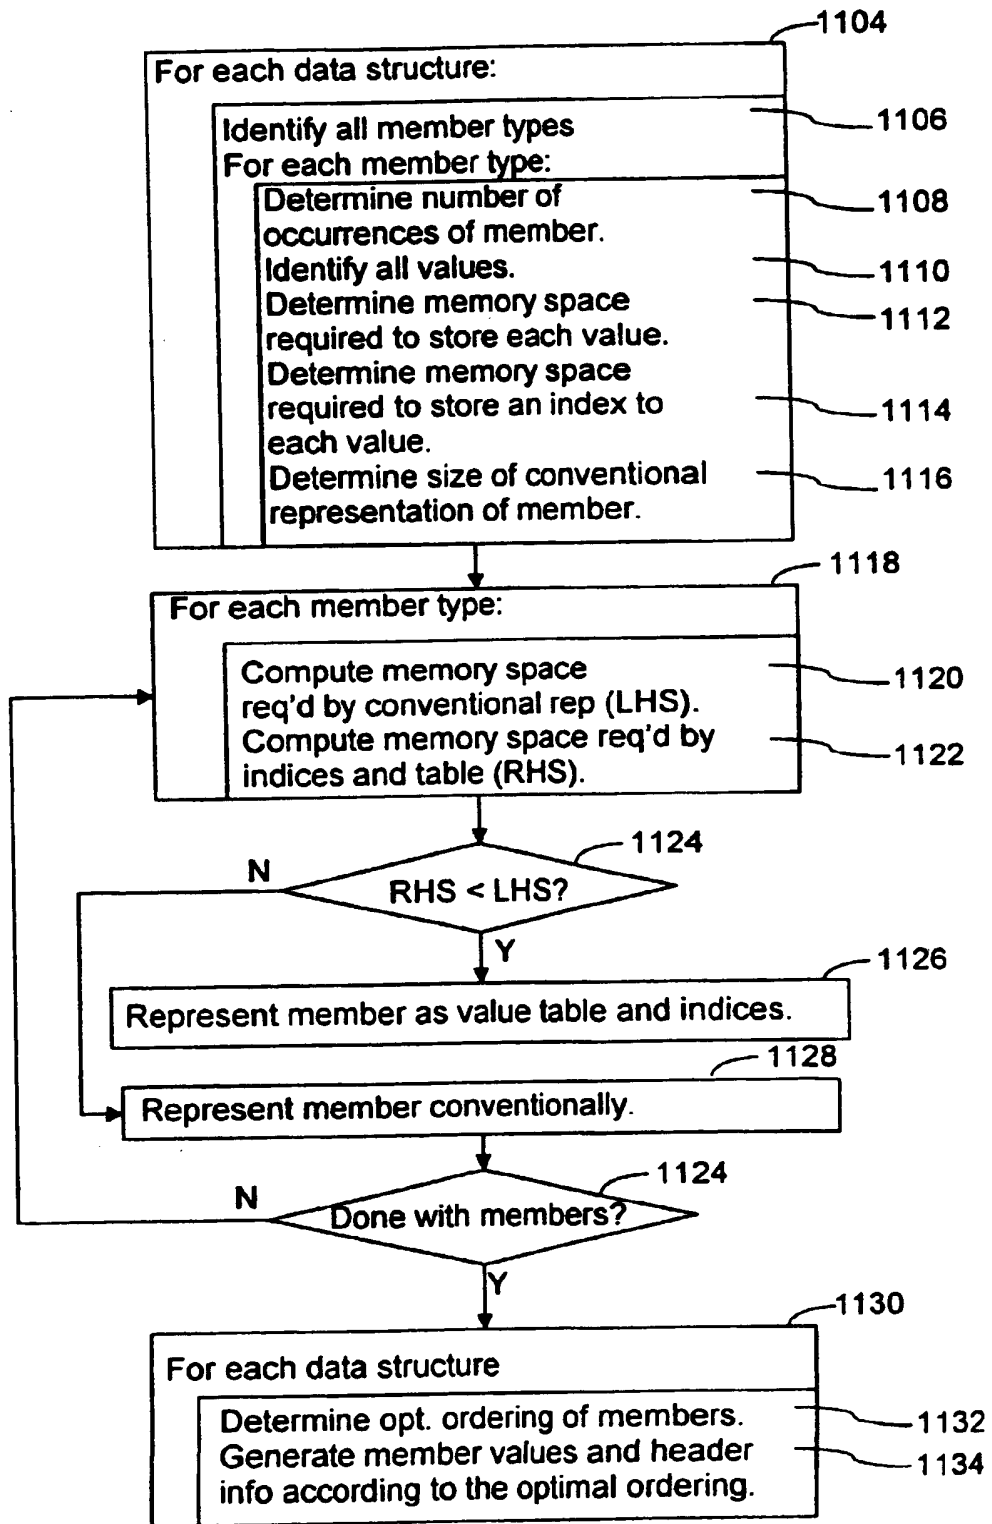 1104
For each data structure:
1106
Identify all member types
For each member type:
1108
Determine number of
occurrences of member.
1110
Identify all values.
1112
Determine memory space
required to store each value.
Determine memory space
1114
required to store an index to
each value.
1116
Determine size of conventional
representation of member.
1118
For each member type:
1120
Compute memory space
req'd by conventional rep (LHS).
1122
Compute memory space req'd by
indices and table (RHS).
1124
N
RHS < LHS?
Y
1126
Represent member as value table and indices.
1128
Represent member conventionally.
1124
N
Done with members?
Y
1130
For each data structure
1132
Determine opt. ordering of members.
1134
Generate member values and header
info according to the optimal ordering.